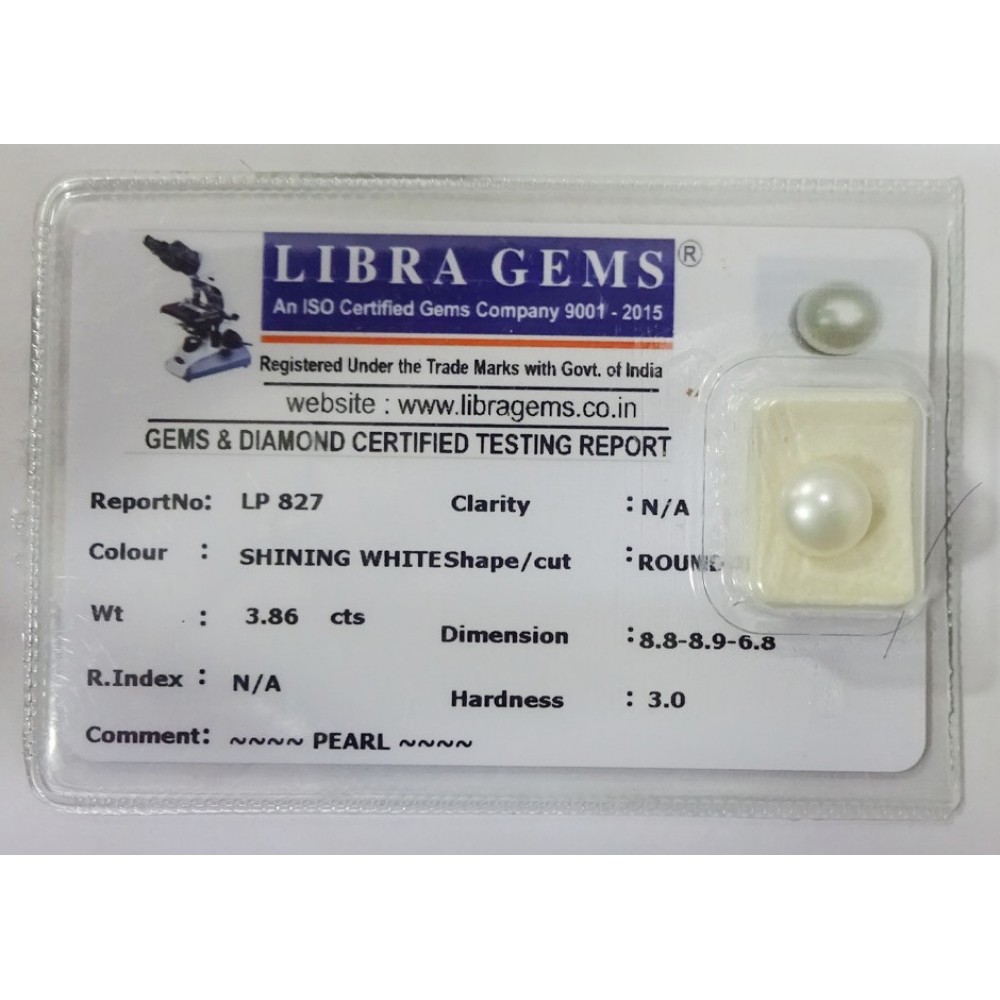 LIBRA GEMS ®
An ISO Certified Gems Company 9001 - 2015
Registered Under the Trade Marks with Govt. of India
website : www.libragems.co.in
GEMS & DIAMOND CERTIFIED TESTING REPORT
ReportNo: LP 827 Clarity : N/A
Colour : SHINING WHITE Shape/cut :
Wt : 3.86 cts Dimension : 8.8-8.9-6.8
R.Index : N/A Hardness : 3.0
Comment: ~~~~ PEARL ~~~~